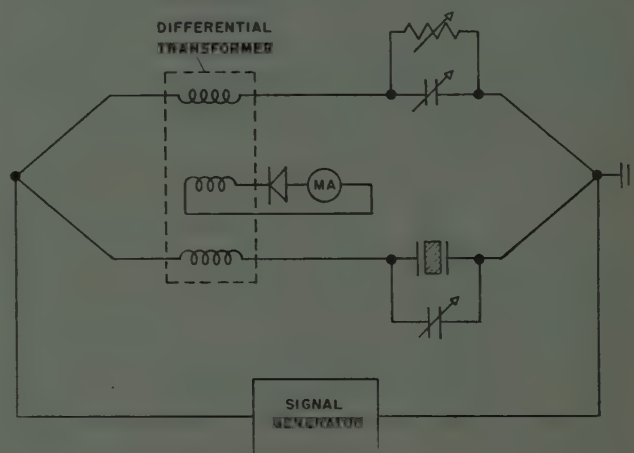 DIFFERENTIAL
TRANSFORMER
MA
SIGNAL
GENERATOR